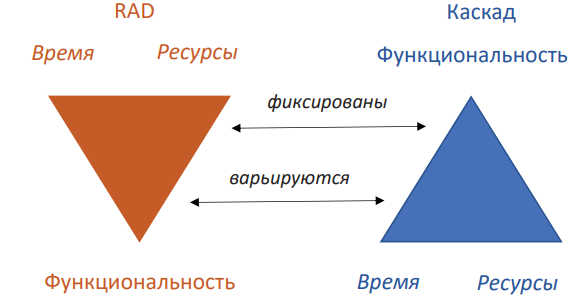 RAD
Каскад
Время
Ресурсы
Функциональность
фиксированы
варьируются
Функциональность
Время
Ресурсы